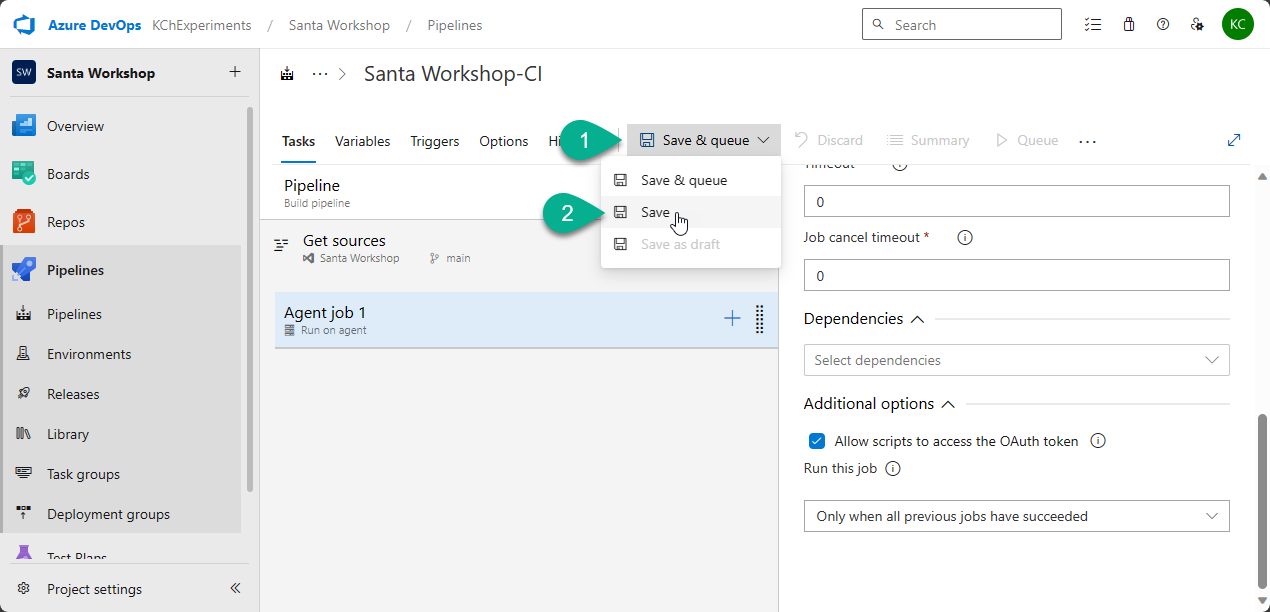 Azure DevOps KChExperiments / Santa Workshop / Pipelines
Search
KC
SW Santa Workshop
Overview
Boards
Repos
Pipelines
Pipelines
Environments
Releases
Library
Task groups
Deployment groups
Test Plans
Project settings
Santa Workshop-CI
Tasks Variables Triggers Options
1
Save & queue
Discard
Summary
Queue
Save & queue
2
Save
Save as draft
Pipeline
Build pipeline
Get sources
Santa Workshop main
Agent job 1
Run on agent
Timeout
0
Job cancel timeout *
0
Dependencies
Select dependencies
Additional options
Allow scripts to access the OAuth token
Run this job
Only when all previous jobs have succeeded